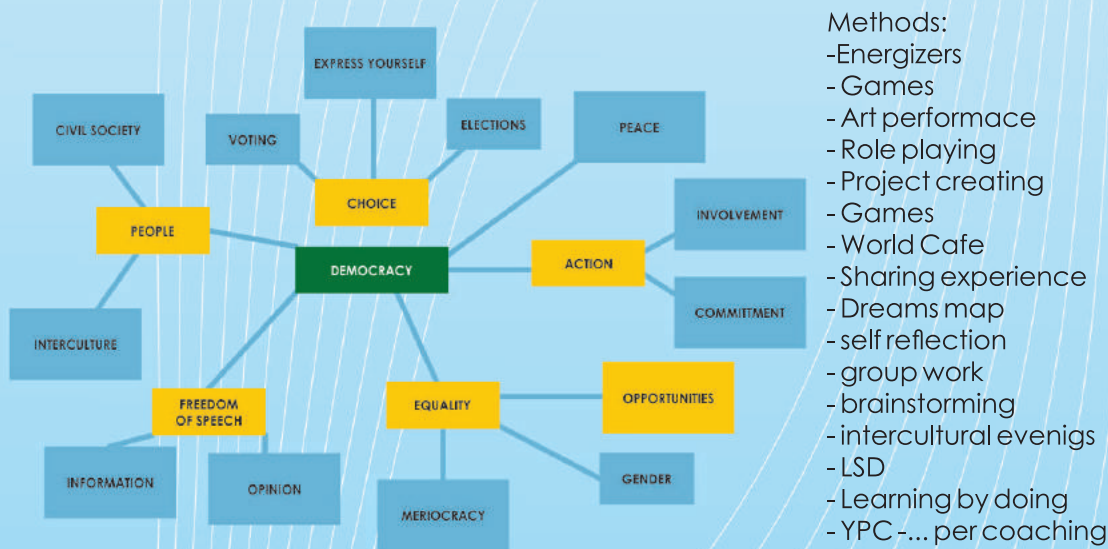 EXPRESS YOURSELF
CIVIL SOCIETY
VOTING
ELECTIONS
PEACE
CHOICE
PEOPLE
INVOLVEMENT
DEMOCRACY
ACTION
COMMITTMENT
INTERCULTURE
FREEDOM
OF SPEECH
EQUALITY
OPPORTUNITIES
INFORMATION
OPINION
GENDER
MERIOCRACY
Methods:
-Energizers
- Games
- Art performace
- Role playing
- Project creating
- Games
- World Cafe
- Sharing experience
- Dreams map
- self reflection
- group work
- brainstorming
- intercultural evenigs
- LSD
- Learning by doing
- YPC -... per coaching